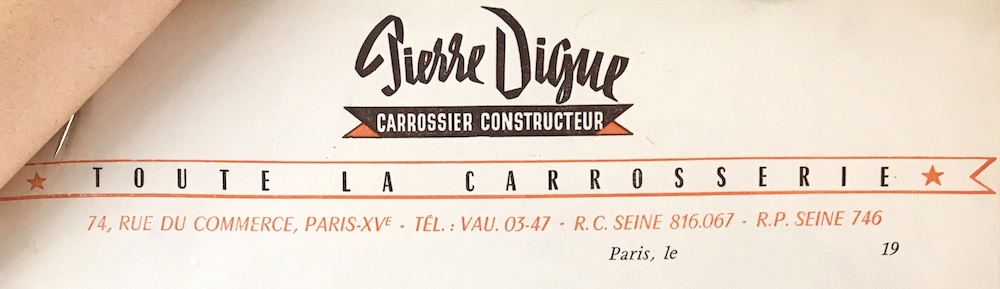 Pierre Digue
CARROSSIER CONSTRUCTEUR
TOUTE LA CARROSSERIE
74, RUE DU COMMERCE, PARIS-XVE - TÉL. : VAU. 03-47 - R.C. SEINE 816.067 - R.P. SEINE 746
Paris, le 19